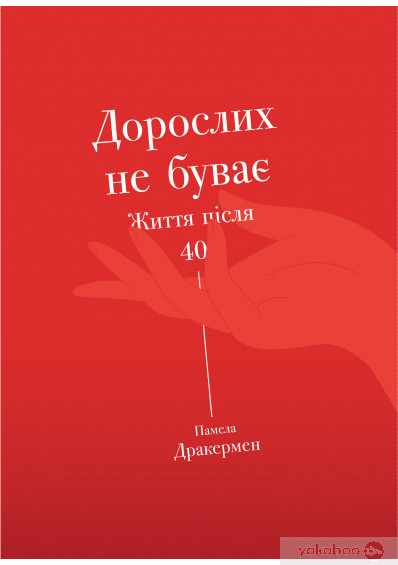 Дорослих
не буває
Життя після
40
Памела
Дракермен
yakaboo